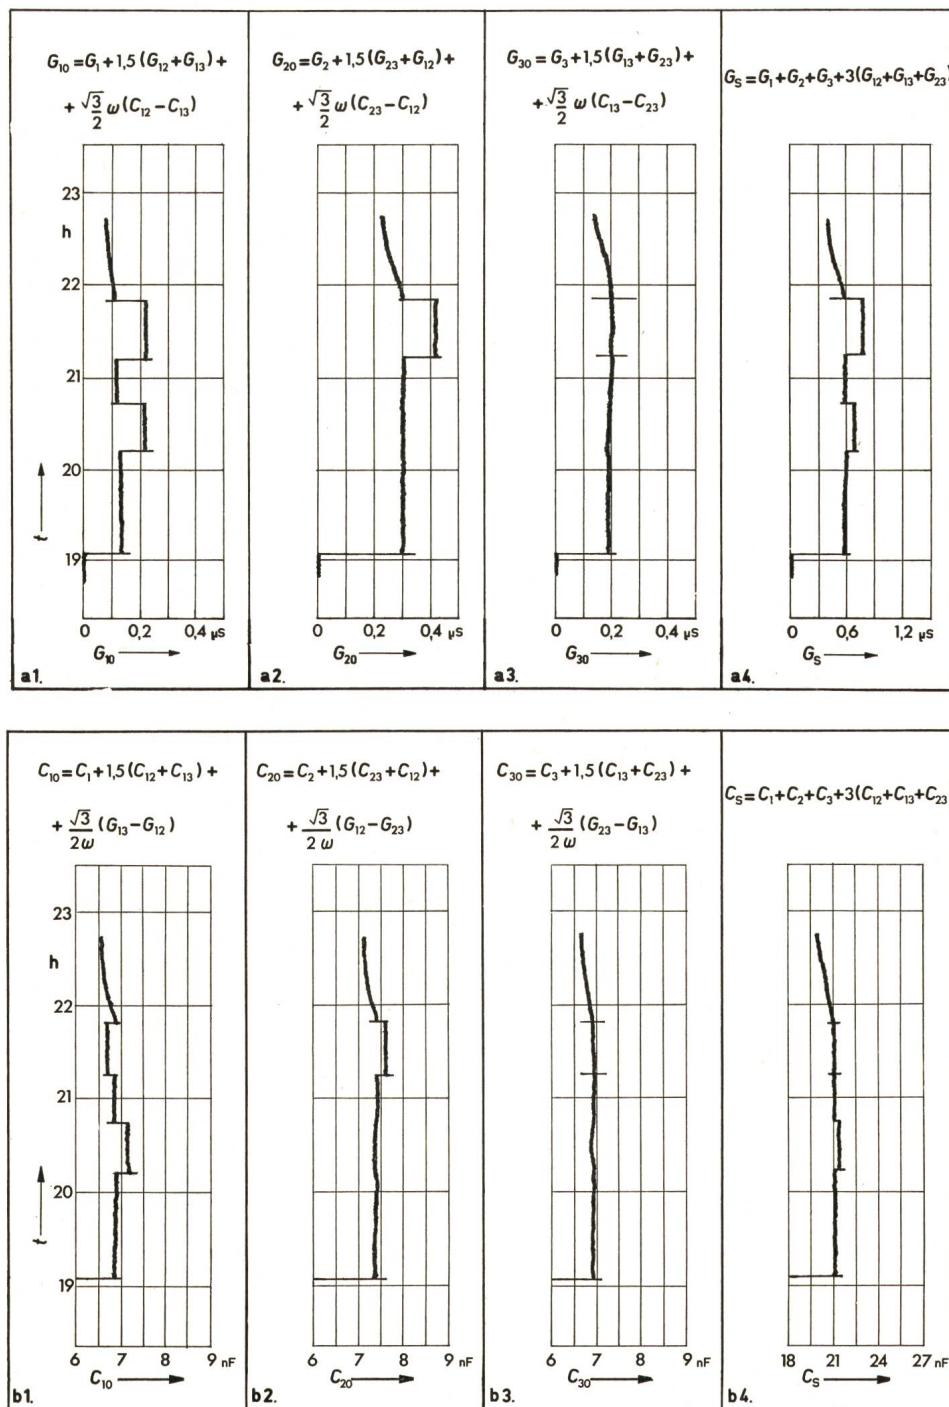 G₁₀=G₁+1,5(G₁₂+G₁₃)+
+ √3/2 ω(C₁₂−C₁₃)
23
h
22
21
20
19
t
0 0,2 0,4 μS
G₁₀
a1.
G₂₀=G₂+1,5(G₂₃+G₁₂)+
+ √3/2 ω(C₂₃−C₁₂)
0 0,2 0,4 μS
G₂₀
a2.
G₃₀=G₃+1,5(G₁₃+G₂₃)+
+ √3/2 ω(C₁₃−C₂₃)
0 0,2 0,4 μS
G₃₀
a3.
G_S=G₁+G₂+G₃+3(G₁₂+G₁₃+G₂₃)
0 0,6 1,2 μS
G_S
a4.
C₁₀=C₁+1,5(C₁₂+C₁₃)+
+ √3/2ω (G₁₃−G₁₂)
23
h
22
21
20
19
t
6 7 8 9 nF
C₁₀
b1.
C₂₀=C₂+1,5(C₂₃+C₁₂)+
+ √3/2ω (G₁₂−G₂₃)
6 7 8 9 nF
C₂₀
b2.
C₃₀=C₃+1,5(C₁₃+C₂₃)+
+ √3/2ω (G₂₃−G₁₃)
6 7 8 9 nF
C₃₀
b3.
C_S=C₁+C₂+C₃+3(C₁₂+C₁₃+C₂₃
18 21 24 27 nF
C_S
b4.